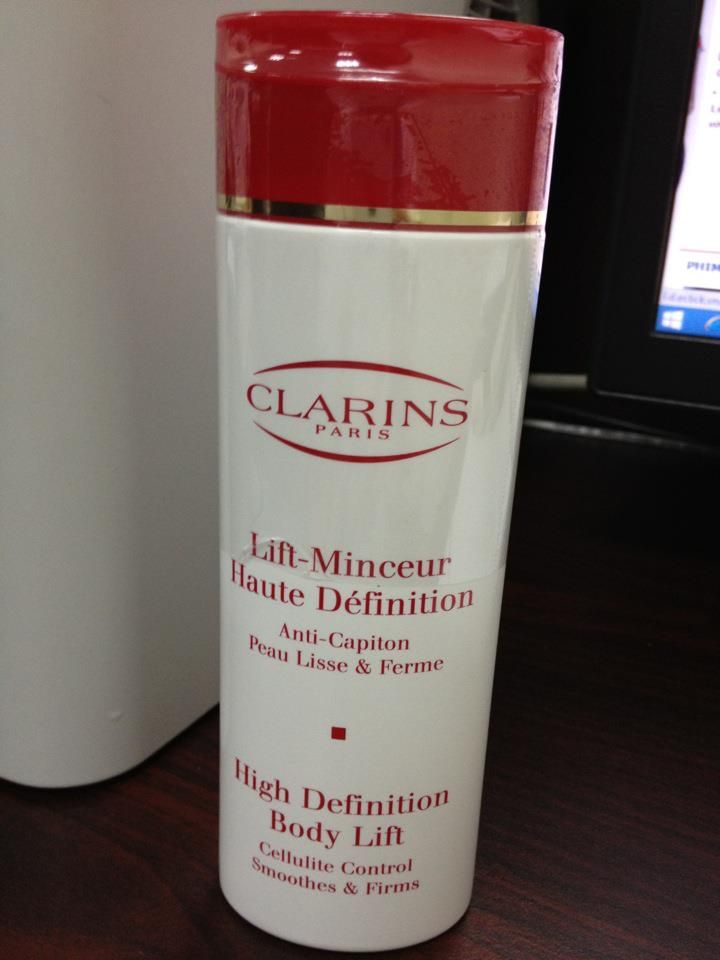 CLARINS
PARIS
Lift-Minceur
Haute Définition
Anti-Capiton
Peau Lisse & Ferme
High Definition
Body Lift
Cellulite Control
Smoothes & Firms
PHIM